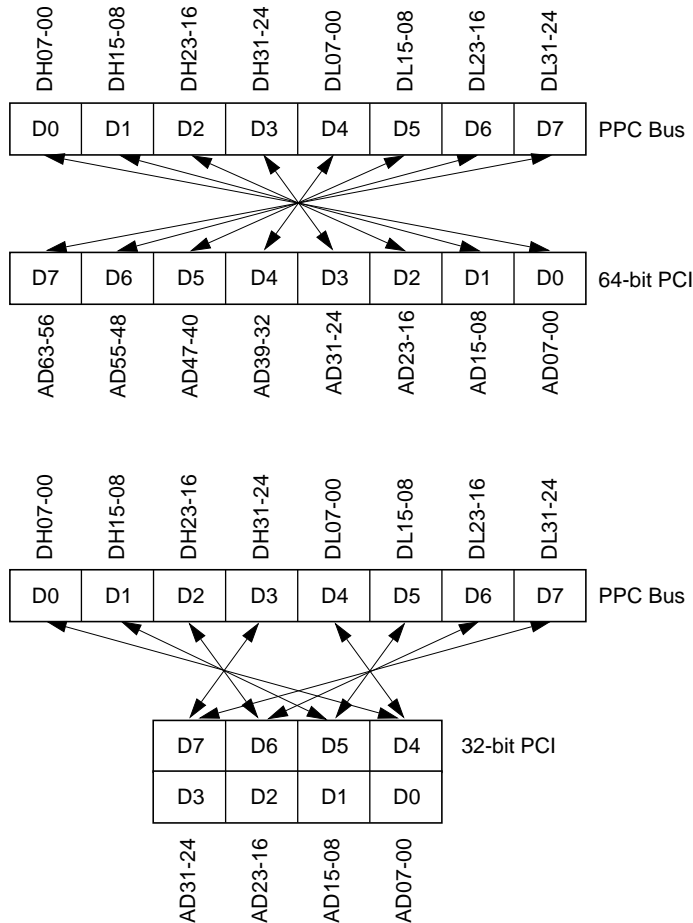 DH07-00 DH15-08 DH23-16 DH31-24 DL07-00 DL15-08 DL23-16 DL31-24
D0 D1 D2 D3 D4 D5 D6 D7 PPC Bus
D7 D6 D5 D4 D3 D2 D1 D0 64-bit PCI
AD63-56 AD55-48 AD47-40 AD39-32 AD31-24 AD23-16 AD15-08 AD07-00
DH07-00 DH15-08 DH23-16 DH31-24 DL07-00 DL15-08 DL23-16 DL31-24
D0 D1 D2 D3 D4 D5 D6 D7 PPC Bus
D7 D6 D5 D4 32-bit PCI
D3 D2 D1 D0
AD31-24 AD23-16 AD15-08 AD07-00